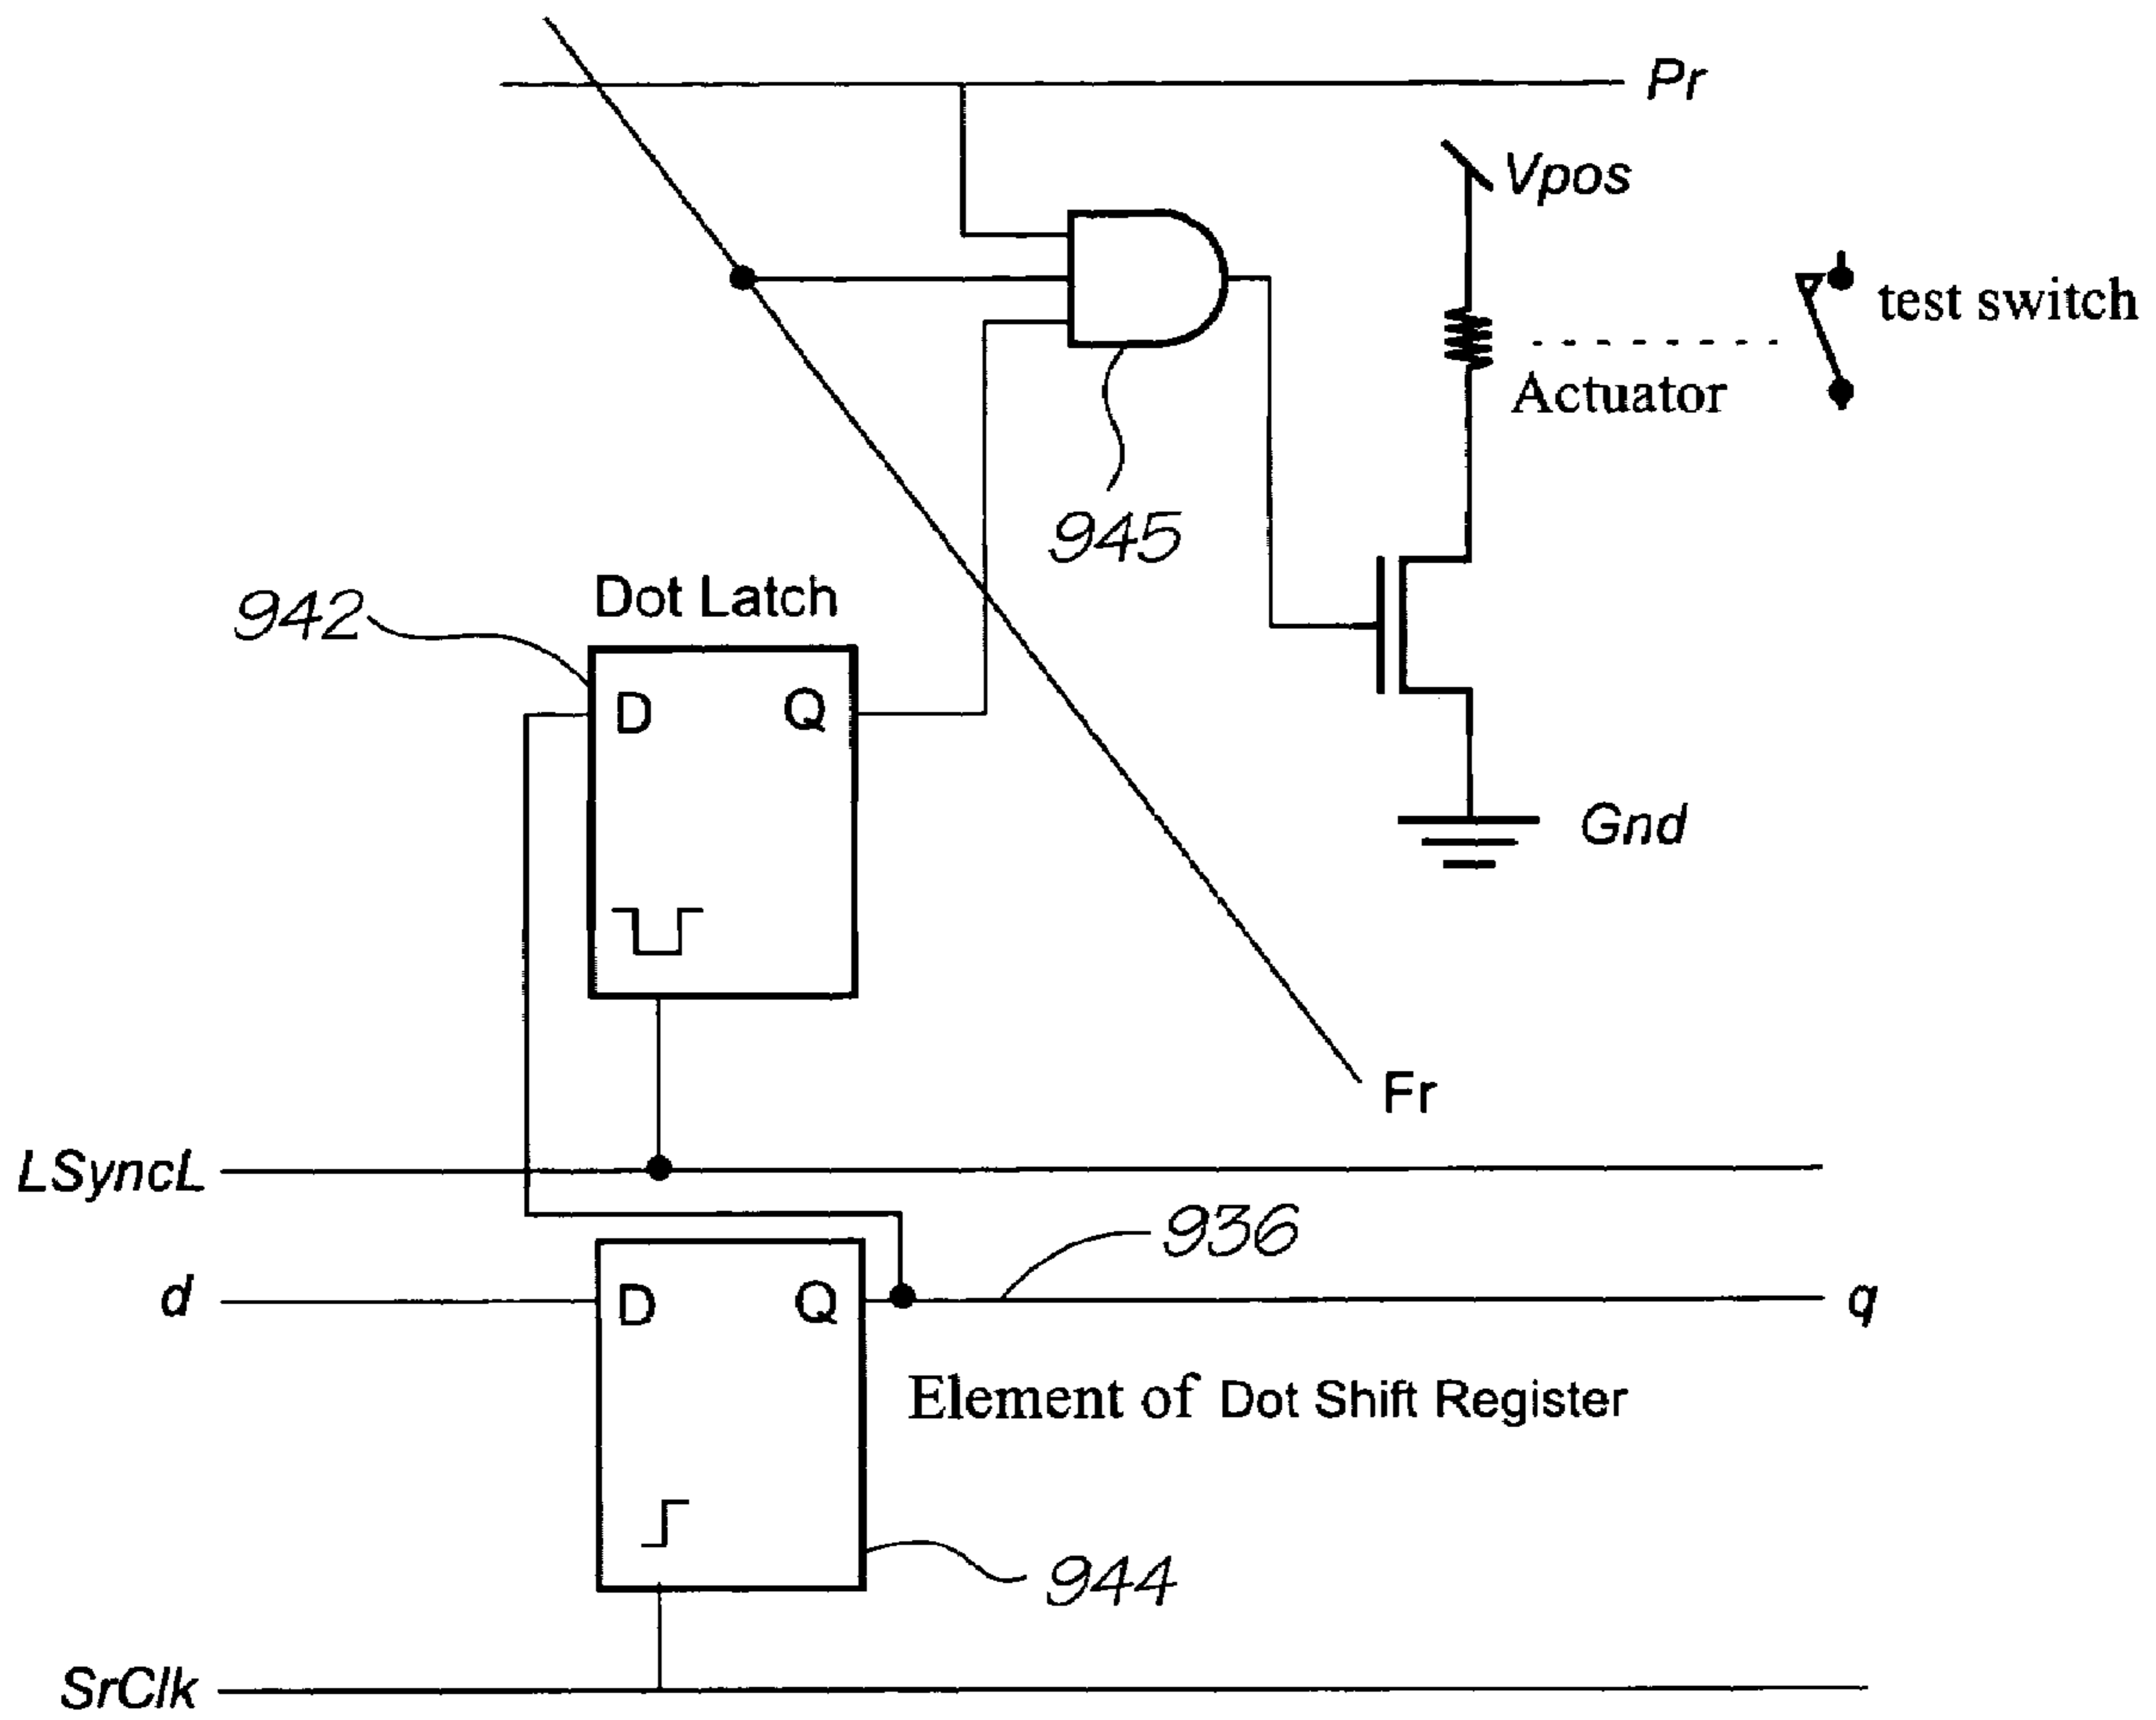 Pr
Vpos
test switch
Actuator
945
942
Dot Latch
D Q
Gnd
Fr
LSyncL
936
d
D Q
q
Element of Dot Shift Register
944
SrClk